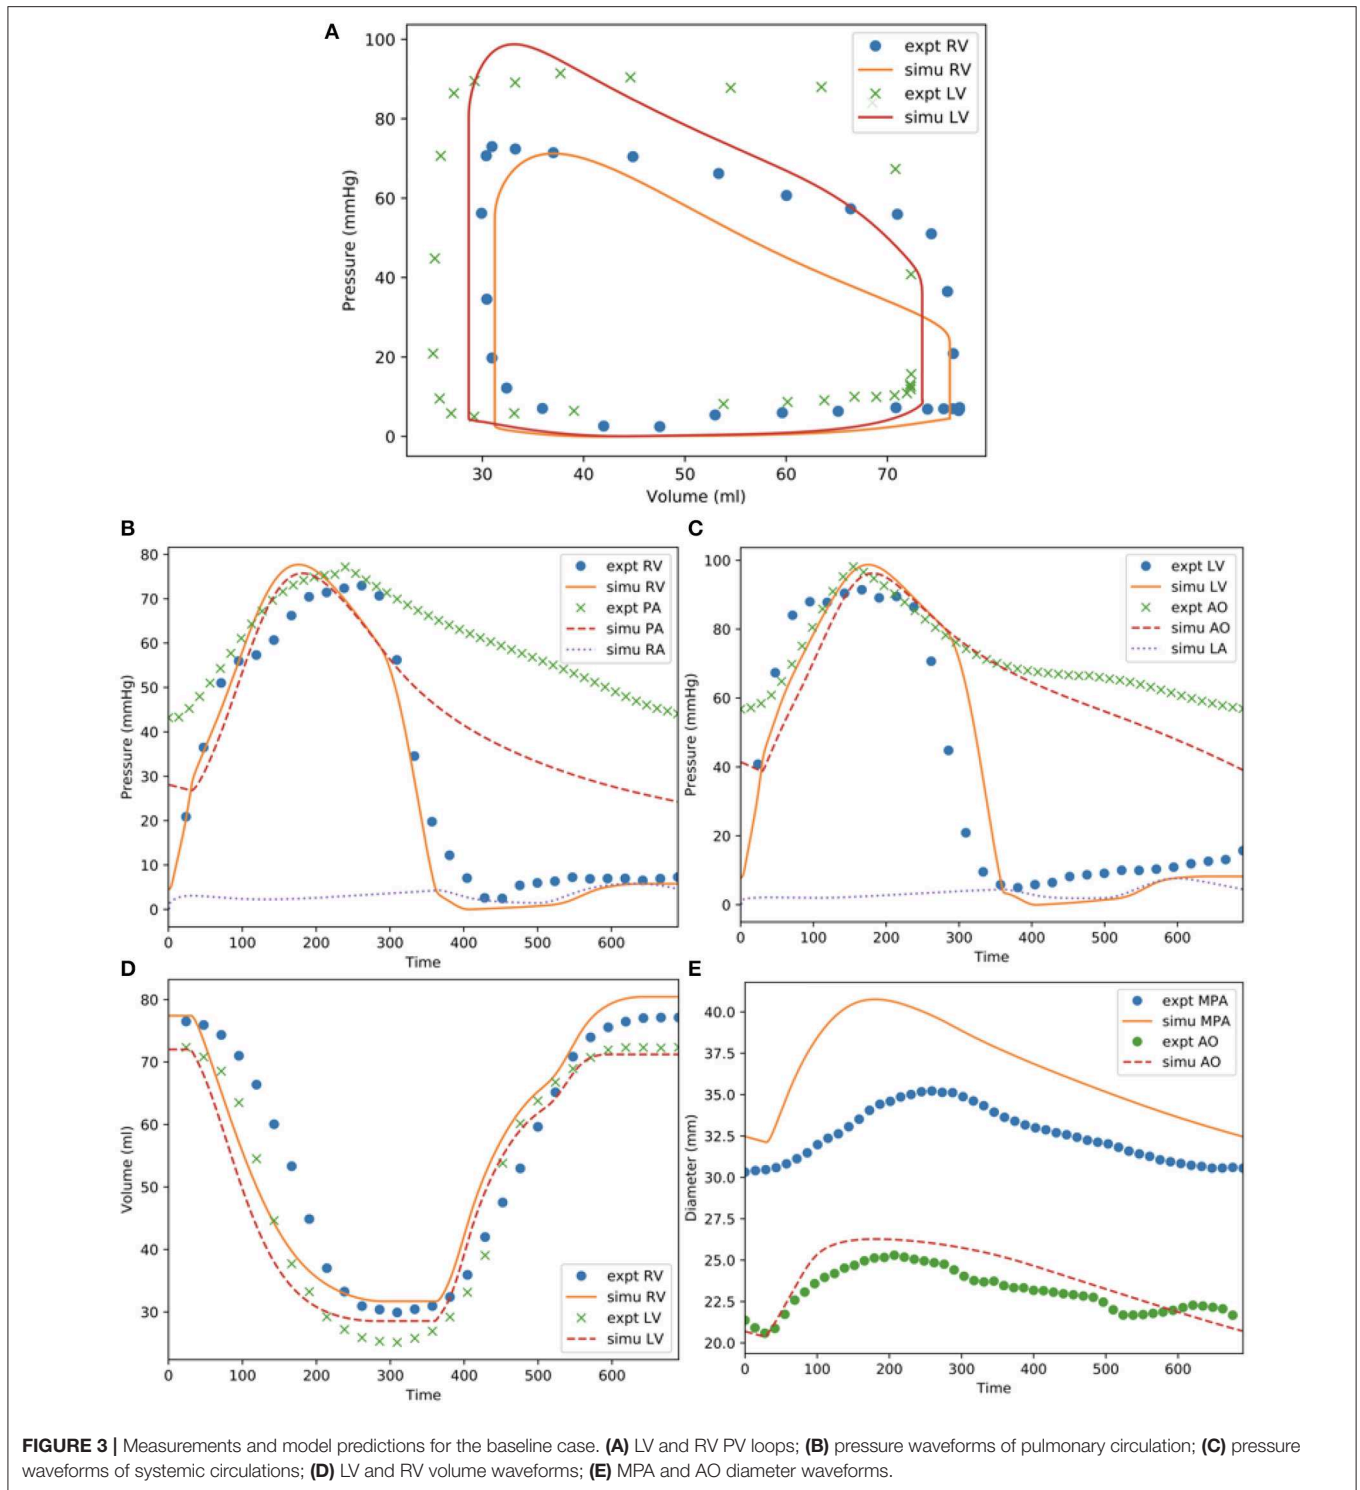 A
100
80
60
40
20
0
Pressure (mmHg)
30 40 50 60 70
Volume (ml)
expt RV
simu RV
expt LV
simu LV
B
80
70
60
50
40
30
20
10
0
Pressure (mmHg)
0 100 200 300 400 500 600
Time
expt RV
simu RV
expt PA
simu PA
simu RA
C
100
80
60
40
20
0
Pressure (mmHg)
0 100 200 300 400 500 600
Time
expt LV
simu LV
expt AO
simu AO
simu LA
D
80
70
60
50
40
30
Volume (ml)
0 100 200 300 400 500 600
Time
expt RV
simu RV
expt LV
simu LV
E
40.0
37.5
35.0
32.5
25.0
27.5
25.0
22.5
20.0
Diameter (mm)
0 100 200 300 400 500 600
Time
expt MPA
simu MPA
expt AO
simu AO
FIGURE 3 | Measurements and model predictions for the baseline case. (A) LV and RV PV loops; (B) pressure waveforms of pulmonary circulation; (C) pressure
waveforms of systemic circulations; (D) LV and RV volume waveforms; (E) MPA and AO diameter waveforms.